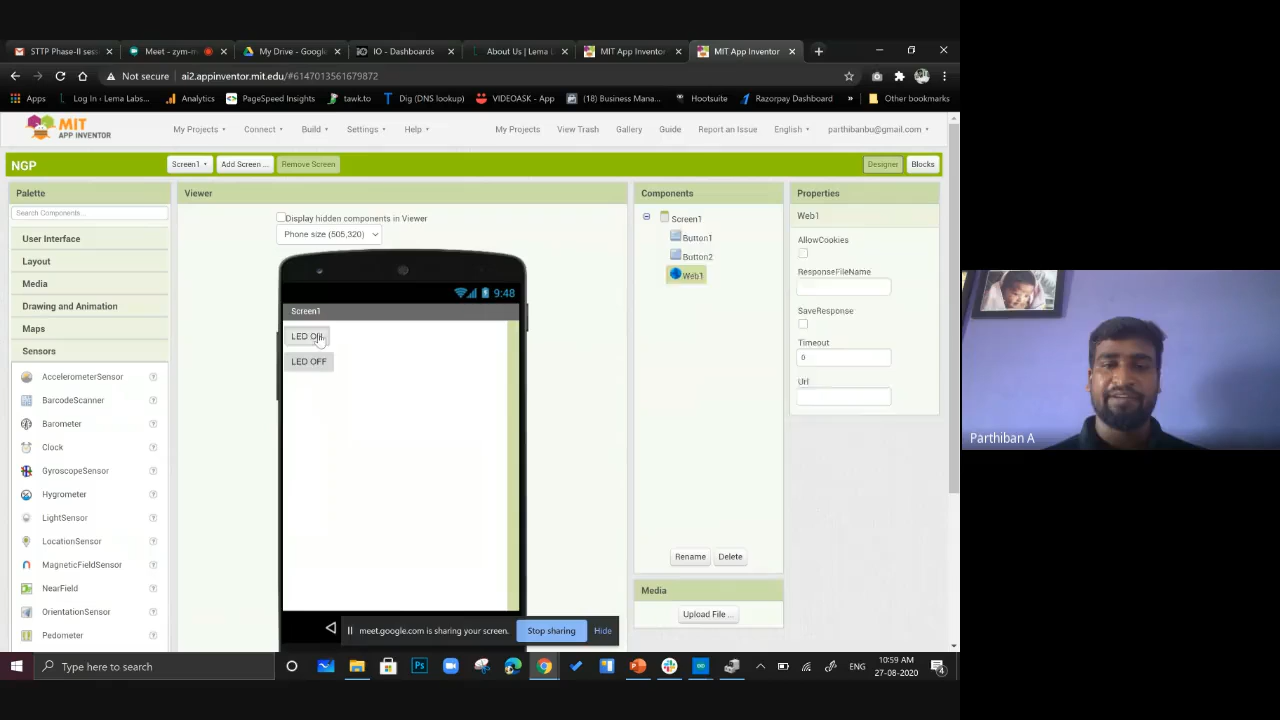 STTP Phase-II ses:
Meet - zym-m
My Drive - Google
IO - Dashboards
About Us | Lema L
MIT App Inventor
MIT App Inventor
Not secure
ai2.appinventor.mit.edu/#6147013561679872
Apps
Log In ‹ Lema Labs...
Analytics
PageSpeed Insights
tawk.to
Dig (DNS lookup)
VIDEOASK - App
(18) Business Mana...
Hootsuite
Razorpay Dashboard
»
Other bookmarks
MIT
APP INVENTOR
My Projects
Connect
Build
Settings
Help
My Projects
View Trash
Gallery
Guide
Report an Issue
English
parthibanbu@gmail.com
NGP
Screen1
Add Screen ...
Remove Screen
Designer
Blocks
Palette
Search Components...
User Interface
Layout
Media
Drawing and Animation
Maps
Sensors
AccelerometerSensor
BarcodeScanner
Barometer
Clock
GyroscopeSensor
Hygrometer
LightSensor
LocationSensor
MagneticFieldSensor
NearField
OrientationSensor
Pedometer
Viewer
Display hidden components in Viewer
Phone size (505,320)
9:48
Screen1
LED
LED OFF
Components
Screen1
Button1
Button2
Web1
Rename
Delete
Media
Upload File ...
Properties
Web1
AllowCookies
ResponseFileName
SaveResponse
Timeout
0
Url
meet.google.com is sharing your screen.
Stop sharing
Hide
Type here to search
Ps
ENG
10:59 AM
27-08-2020
4
Parthiban A